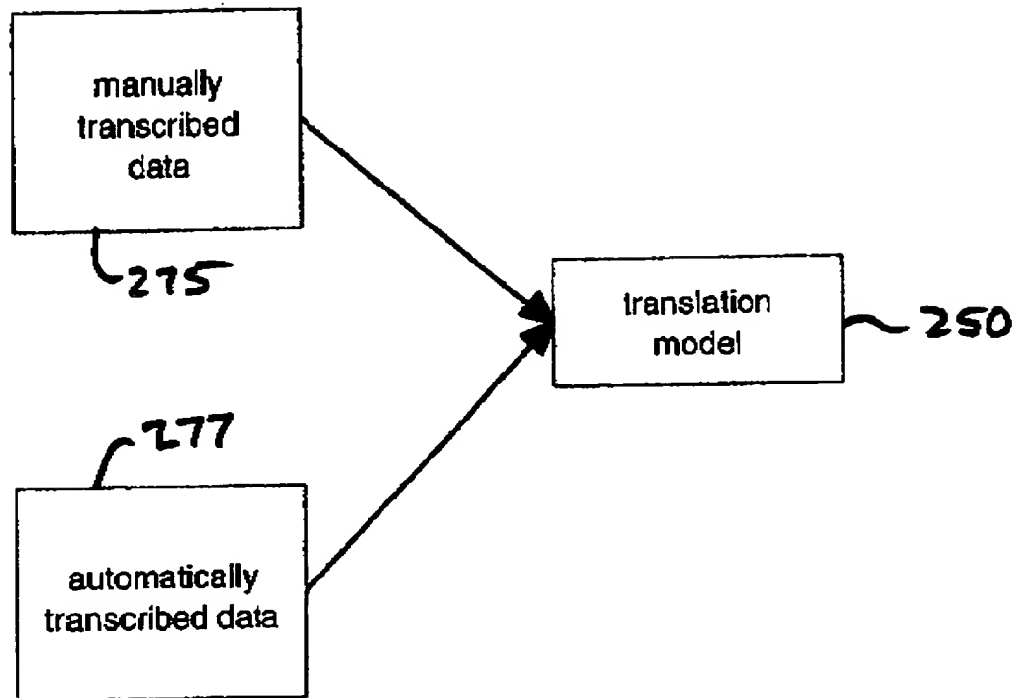 manually
transcribed
data
275
translation
model
250
277
automatically
transcribed data